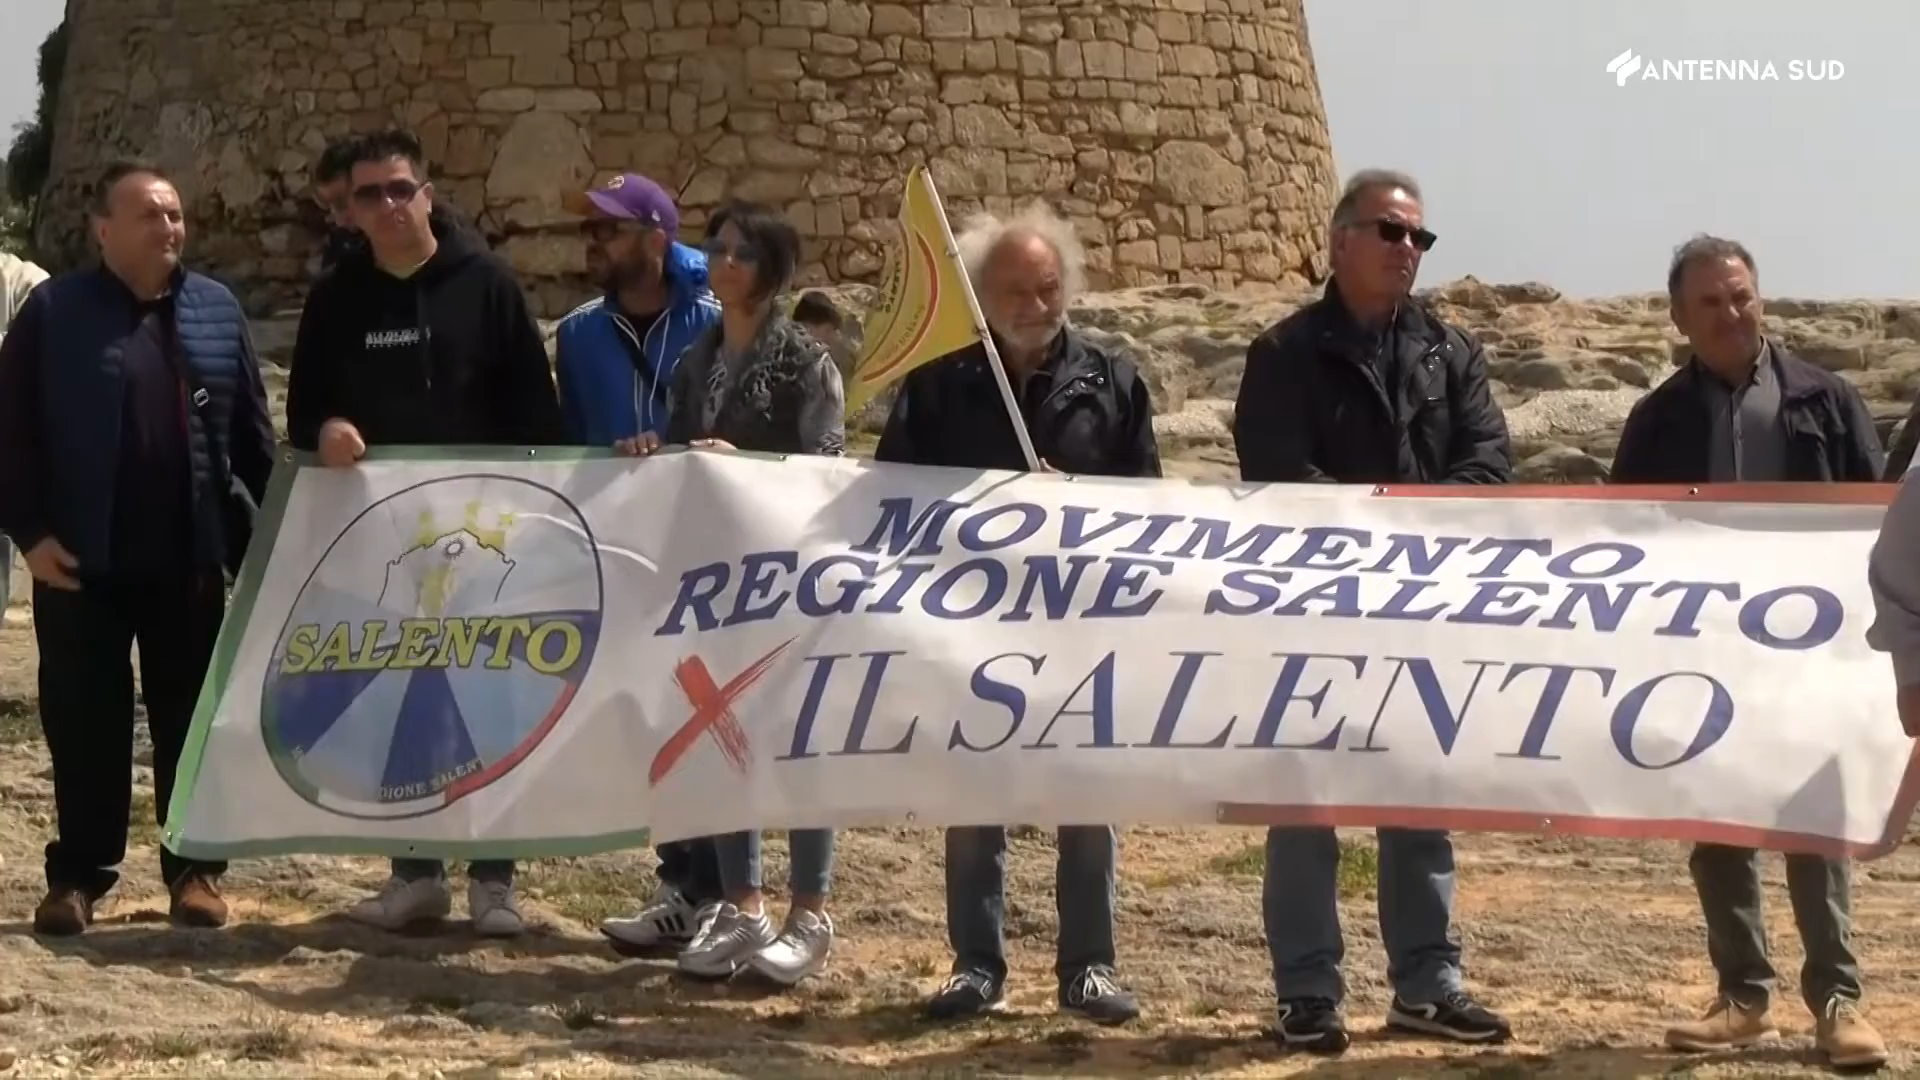 ANTENNA SUD
MOVIMENTO
REGIONE SALENTO
X IL SALENTO
SALENTO